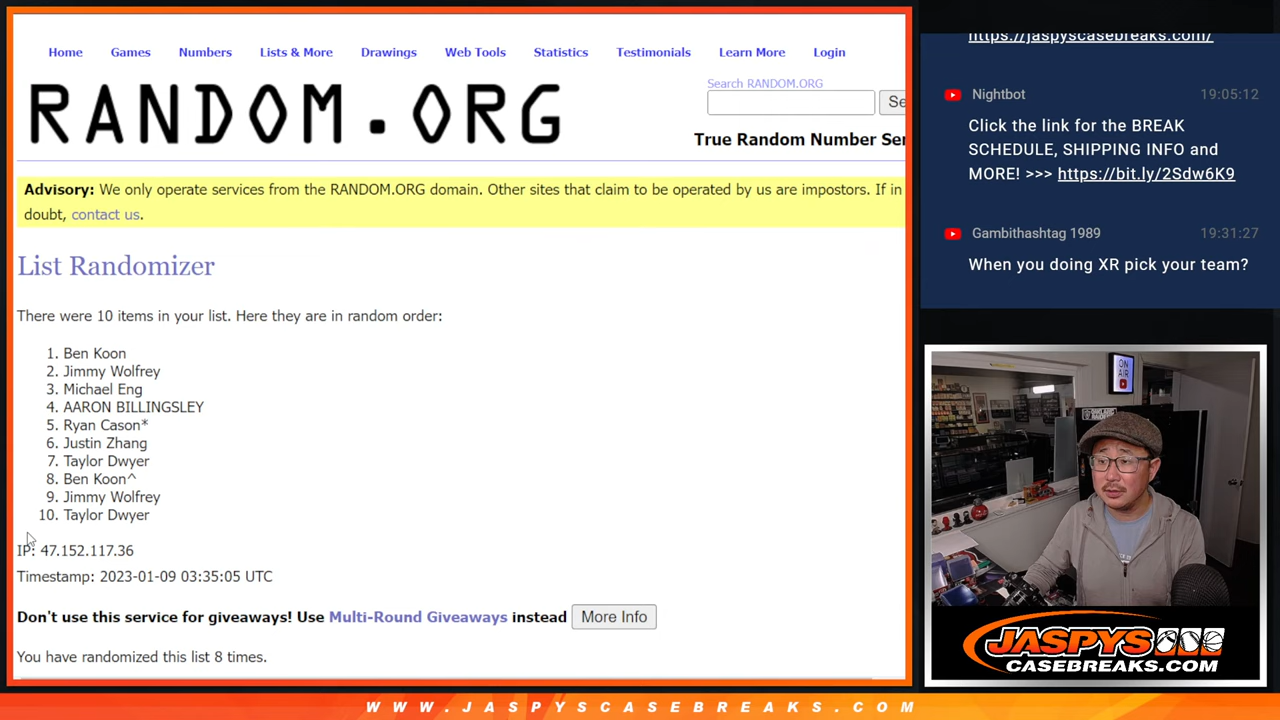 Home Games Numbers Lists & More Drawings Web Tools Statistics Testimonials Learn More Login
RANDOM.ORG
Search RANDOM.ORG
Se
True Random Number Ser
Advisory: We only operate services from the RANDOM.ORG domain. Other sites that claim to be operated by us are impostors. If in
doubt, contact us.
List Randomizer
There were 10 items in your list. Here they are in random order:
1. Ben Koon
2. Jimmy Wolfrey
3. Michael Eng
4. AARON BILLINGSLEY
5. Ryan Cason*
6. Justin Zhang
7. Taylor Dwyer
8. Ben Koon^
9. Jimmy Wolfrey
10. Taylor Dwyer
IP: 47.152.117.36
Timestamp: 2023-01-09 03:35:05 UTC
Don't use this service for giveaways! Use Multi-Round Giveaways instead More Info
You have randomized this list 8 times.
https://jaspyscasebreaks.com/
Nightbot 19:05:12
Click the link for the BREAK
SCHEDULE, SHIPPING INFO and
MORE! >>> https://bit.ly/2Sdw6K9
Gambithashtag 1989 19:31:27
When you doing XR pick your team?
ON
AIR
JASPYS
CASEBREAKS.COM
WWW.JASPYSCASEBREAKS.COM